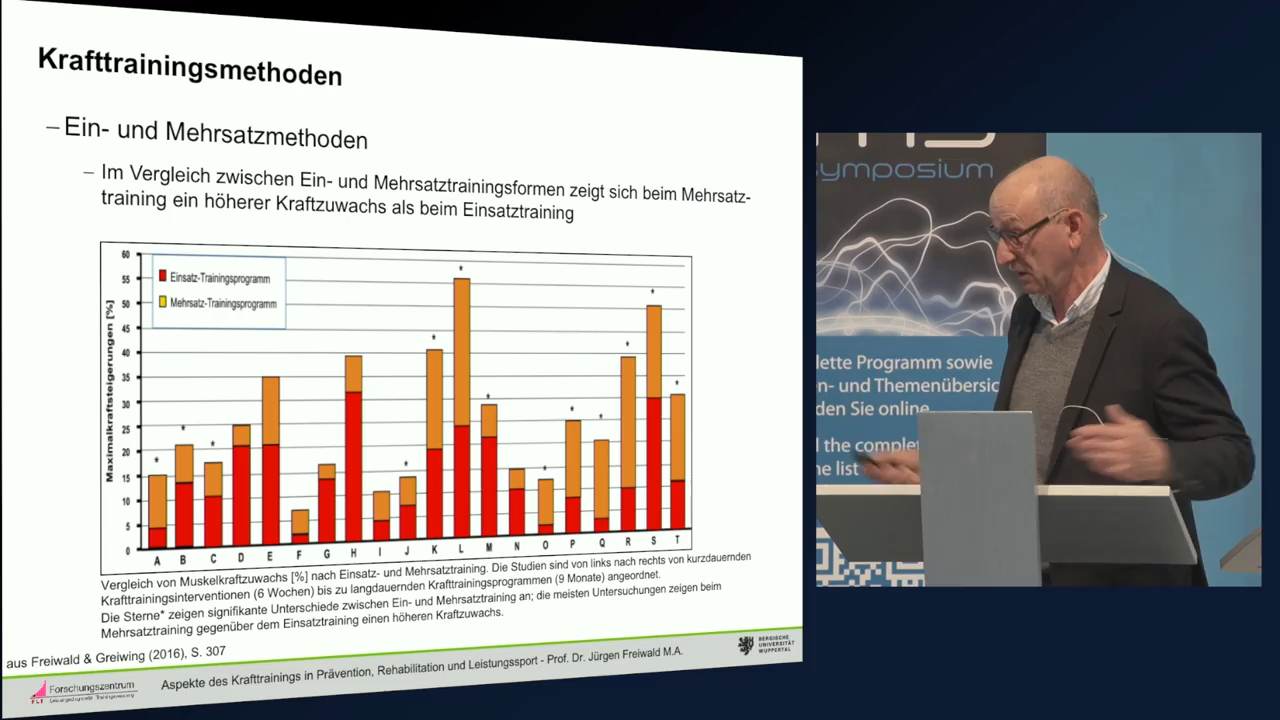 Krafttrainingsmethoden
– Ein- und Mehrsatzmethoden
– Im Vergleich zwischen Ein- und Mehrsatztrainingsformen zeigt sich beim Mehrsatz-
training ein höherer Kraftzuwachs als beim Einsatztraining
Maximalkraftsteigerungen [%]
60
55
50
45
40
35
30
25
20
15
10
5
0
Einsatz-Trainingsprogramm
Mehrsatz-Trainingsprogramm
* * * * * * * * * * * * *
A B C D E F G H I J K L M N O P Q R S T
Vergleich von Muskelkraftzuwachs [%] nach Einsatz- und Mehrsatztraining. Die Studien sind von links nach rechts von kurzdauernden
Krafttrainingsinterventionen (6 Wochen) bis zu langdauernden Krafttrainingsprogrammen (9 Monate) angeordnet.
Die Sterne* zeigen signifikante Unterschiede zwischen Ein- und Mehrsatztraining an; die meisten Untersuchungen zeigen beim
Mehrsatztraining gegenüber dem Einsatztraining einen höheren Kraftzuwachs.
aus Freiwald & Greiwing (2016), S. 307
Forschungszentrum
FLT
Aspekte des Krafttrainings in Prävention, Rehabilitation und Leistungssport - Prof. Dr. Jürgen Freiwald M.A.
BERGISCHE
UNIVERSITÄT
WUPPERTAL
ymposium
lette Programm sowie
n- und Themenübersic
den Sie online
l the comple
ne list